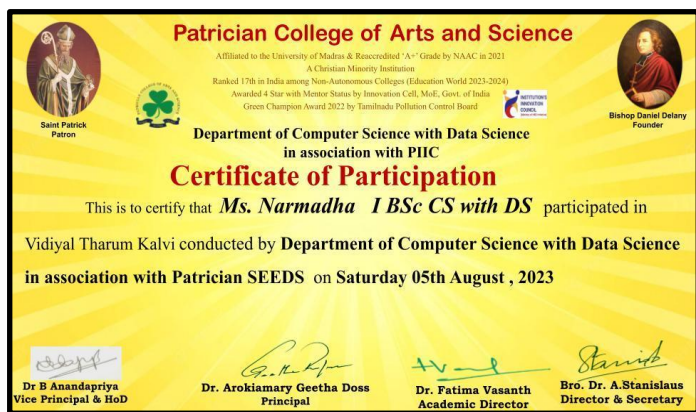 Patrician College of Arts and Science
Affiliated to the University of Madras & Reaccredited 'A+' Grade by NAAC in 2021
A Christian Minority Institution
Ranked 17th in India among Non-Autonomous Colleges (Education World 2023-2024)
Awarded 4 Star with Mentor Status by Innovation Cell, MoE, Govt. of India
Green Champion Award 2022 by Tamilnadu Pollution Control Board
INSTITUTION'S
INNOVATION
COUNCIL
Saint Patrick
Patron
Bishop Daniel Delany
Founder
Department of Computer Science with Data Science
in association with PIIC
Certificate of Participation
This is to certify that Ms. Narmadha I BSc CS with DS participated in
Vidiyal Tharum Kalvi conducted by Department of Computer Science with Data Science
in association with Patrician SEEDS on Saturday 05th August , 2023
Dr B Anandapriya
Vice Principal & HoD
Dr. Arokiamary Geetha Doss
Principal
Dr. Fatima Vasanth
Academic Director
Bro. Dr. A.Stanislaus
Director & Secretary